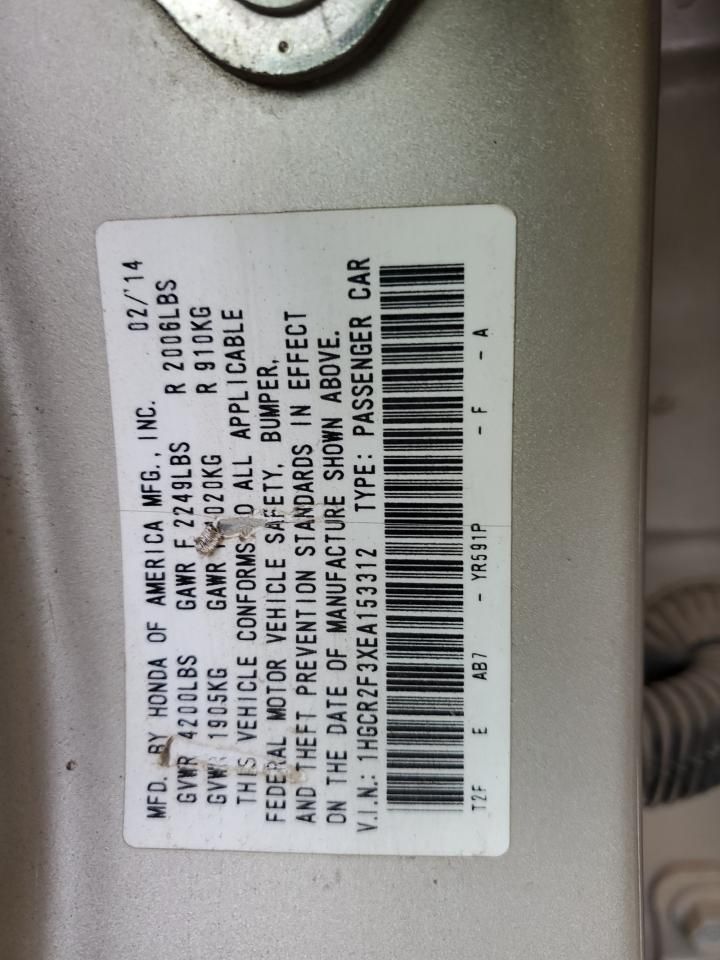 MFD. BY HONDA OF AMERICA MFG., INC. 02/'14
GVWR 4200LBS GAWR F 2249LBS R 2006LBS
GVWR 1905KG GAWR 020KG R 910KG
THIS VEHICLE CONFORMS TO ALL APPLICABLE
FEDERAL MOTOR VEHICLE SAFETY, BUMPER,
AND THEFT PREVENTION STANDARDS IN EFFECT
ON THE DATE OF MANUFACTURE SHOWN ABOVE.
V.I.N.: 1HGCR2F3XEA153312 TYPE: PASSENGER CAR
T2F E AB7 - YR591P - F - A